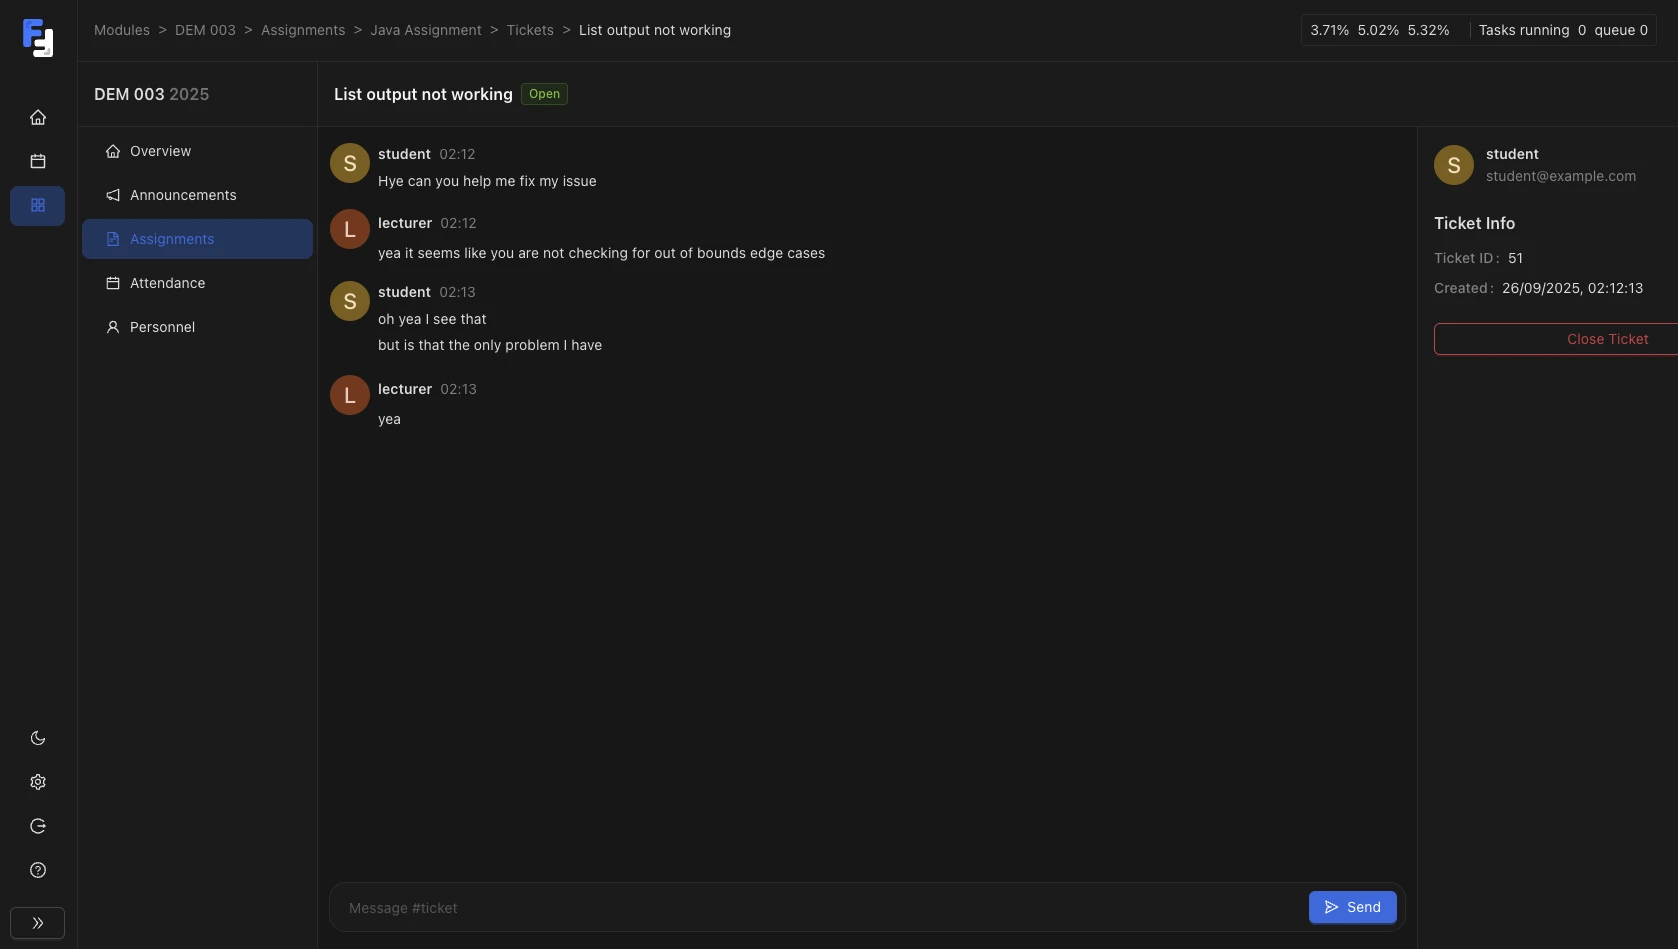 Modules > DEM 003 > Assignments > Java Assignment > Tickets > List output not working
3.71% 5.02% 5.32% Tasks running 0 queue 0
DEM 003 2025
Overview
Announcements
Assignments
Attendance
Personnel
List output not working Open
S student 02:12
Hye can you help me fix my issue
L lecturer 02:12
yea it seems like you are not checking for out of bounds edge cases
S student 02:13
oh yea I see that
but is that the only problem I have
L lecturer 02:13
yea
Message #ticket
Send
S student
student@example.com
Ticket Info
Ticket ID: 51
Created: 26/09/2025, 02:12:13
Close Ticket